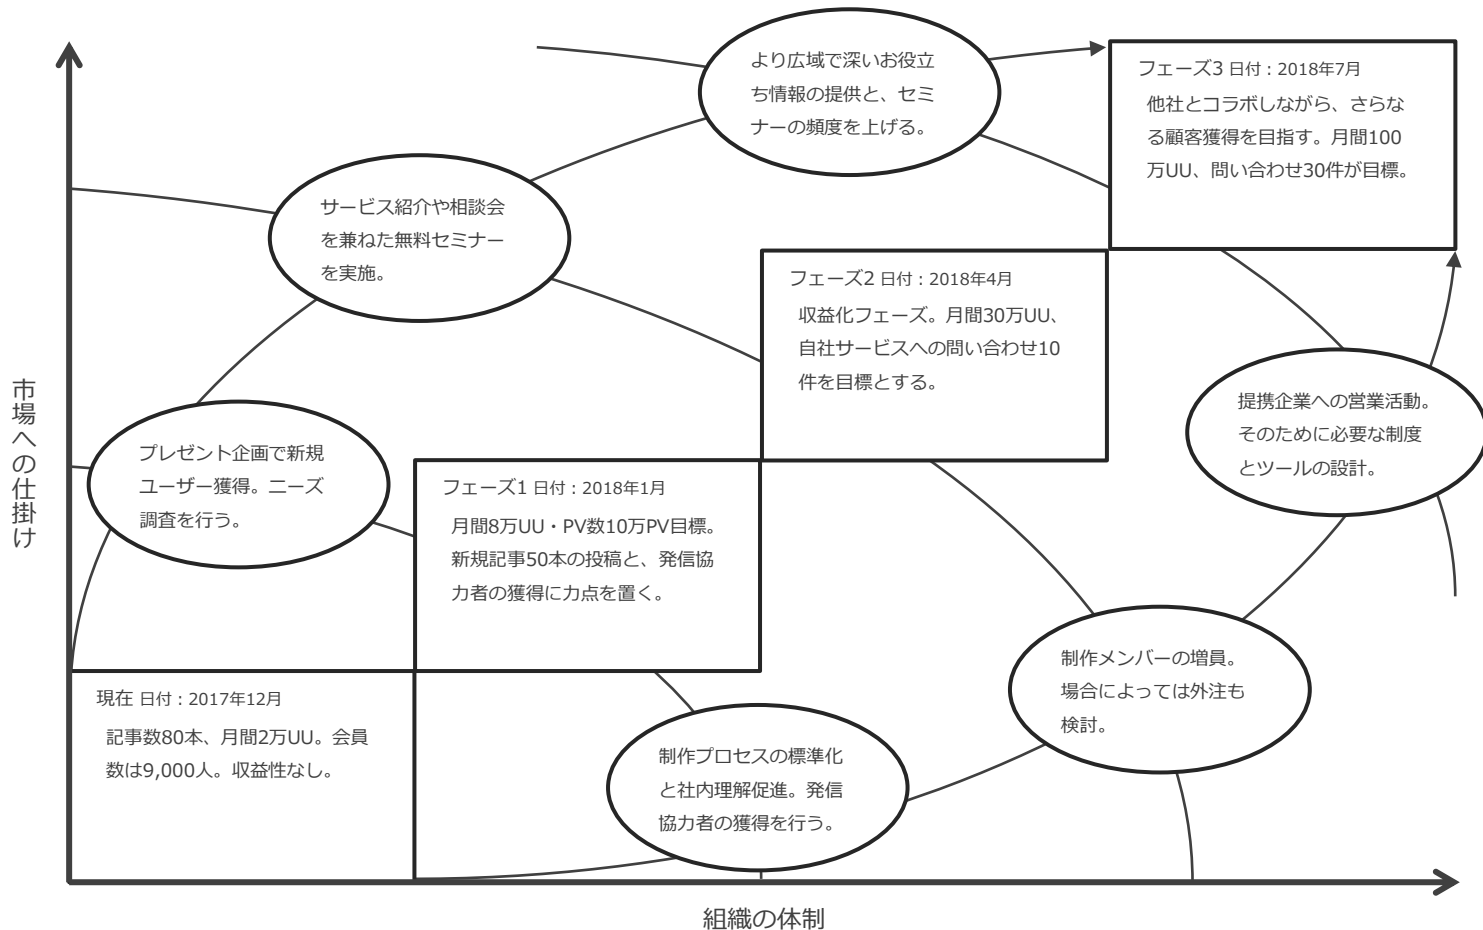 より広域で深いお役立
ち情報の提供と、セミ
ナーの頻度を上げる。
フェーズ3 日付：2018年7月
他社とコラボしながら、さらな
る顧客獲得を目指す。月間100
万UU、問い合わせ30件が目標。
サービス紹介や相談会
を兼ねた無料セミナー
を実施。
フェーズ2 日付：2018年4月
収益化フェーズ。月間30万UU、
自社サービスへの問い合わせ10
件を目標とする。
市場への仕掛け
提携企業への営業活動。
そのために必要な制度
とツールの設計。
プレゼント企画で新規
ユーザー獲得。ニーズ
調査を行う。
フェーズ1 日付：2018年1月
月間8万UU・PV数10万PV目標。
新規記事50本の投稿と、発信協
力者の獲得に力点を置く。
制作メンバーの増員。
場合によっては外注も
検討。
現在 日付：2017年12月
記事数80本、月間2万UU。会員
数は9,000人。収益性なし。
制作プロセスの標準化
と社内理解促進。発信
協力者の獲得を行う。
組織の体制